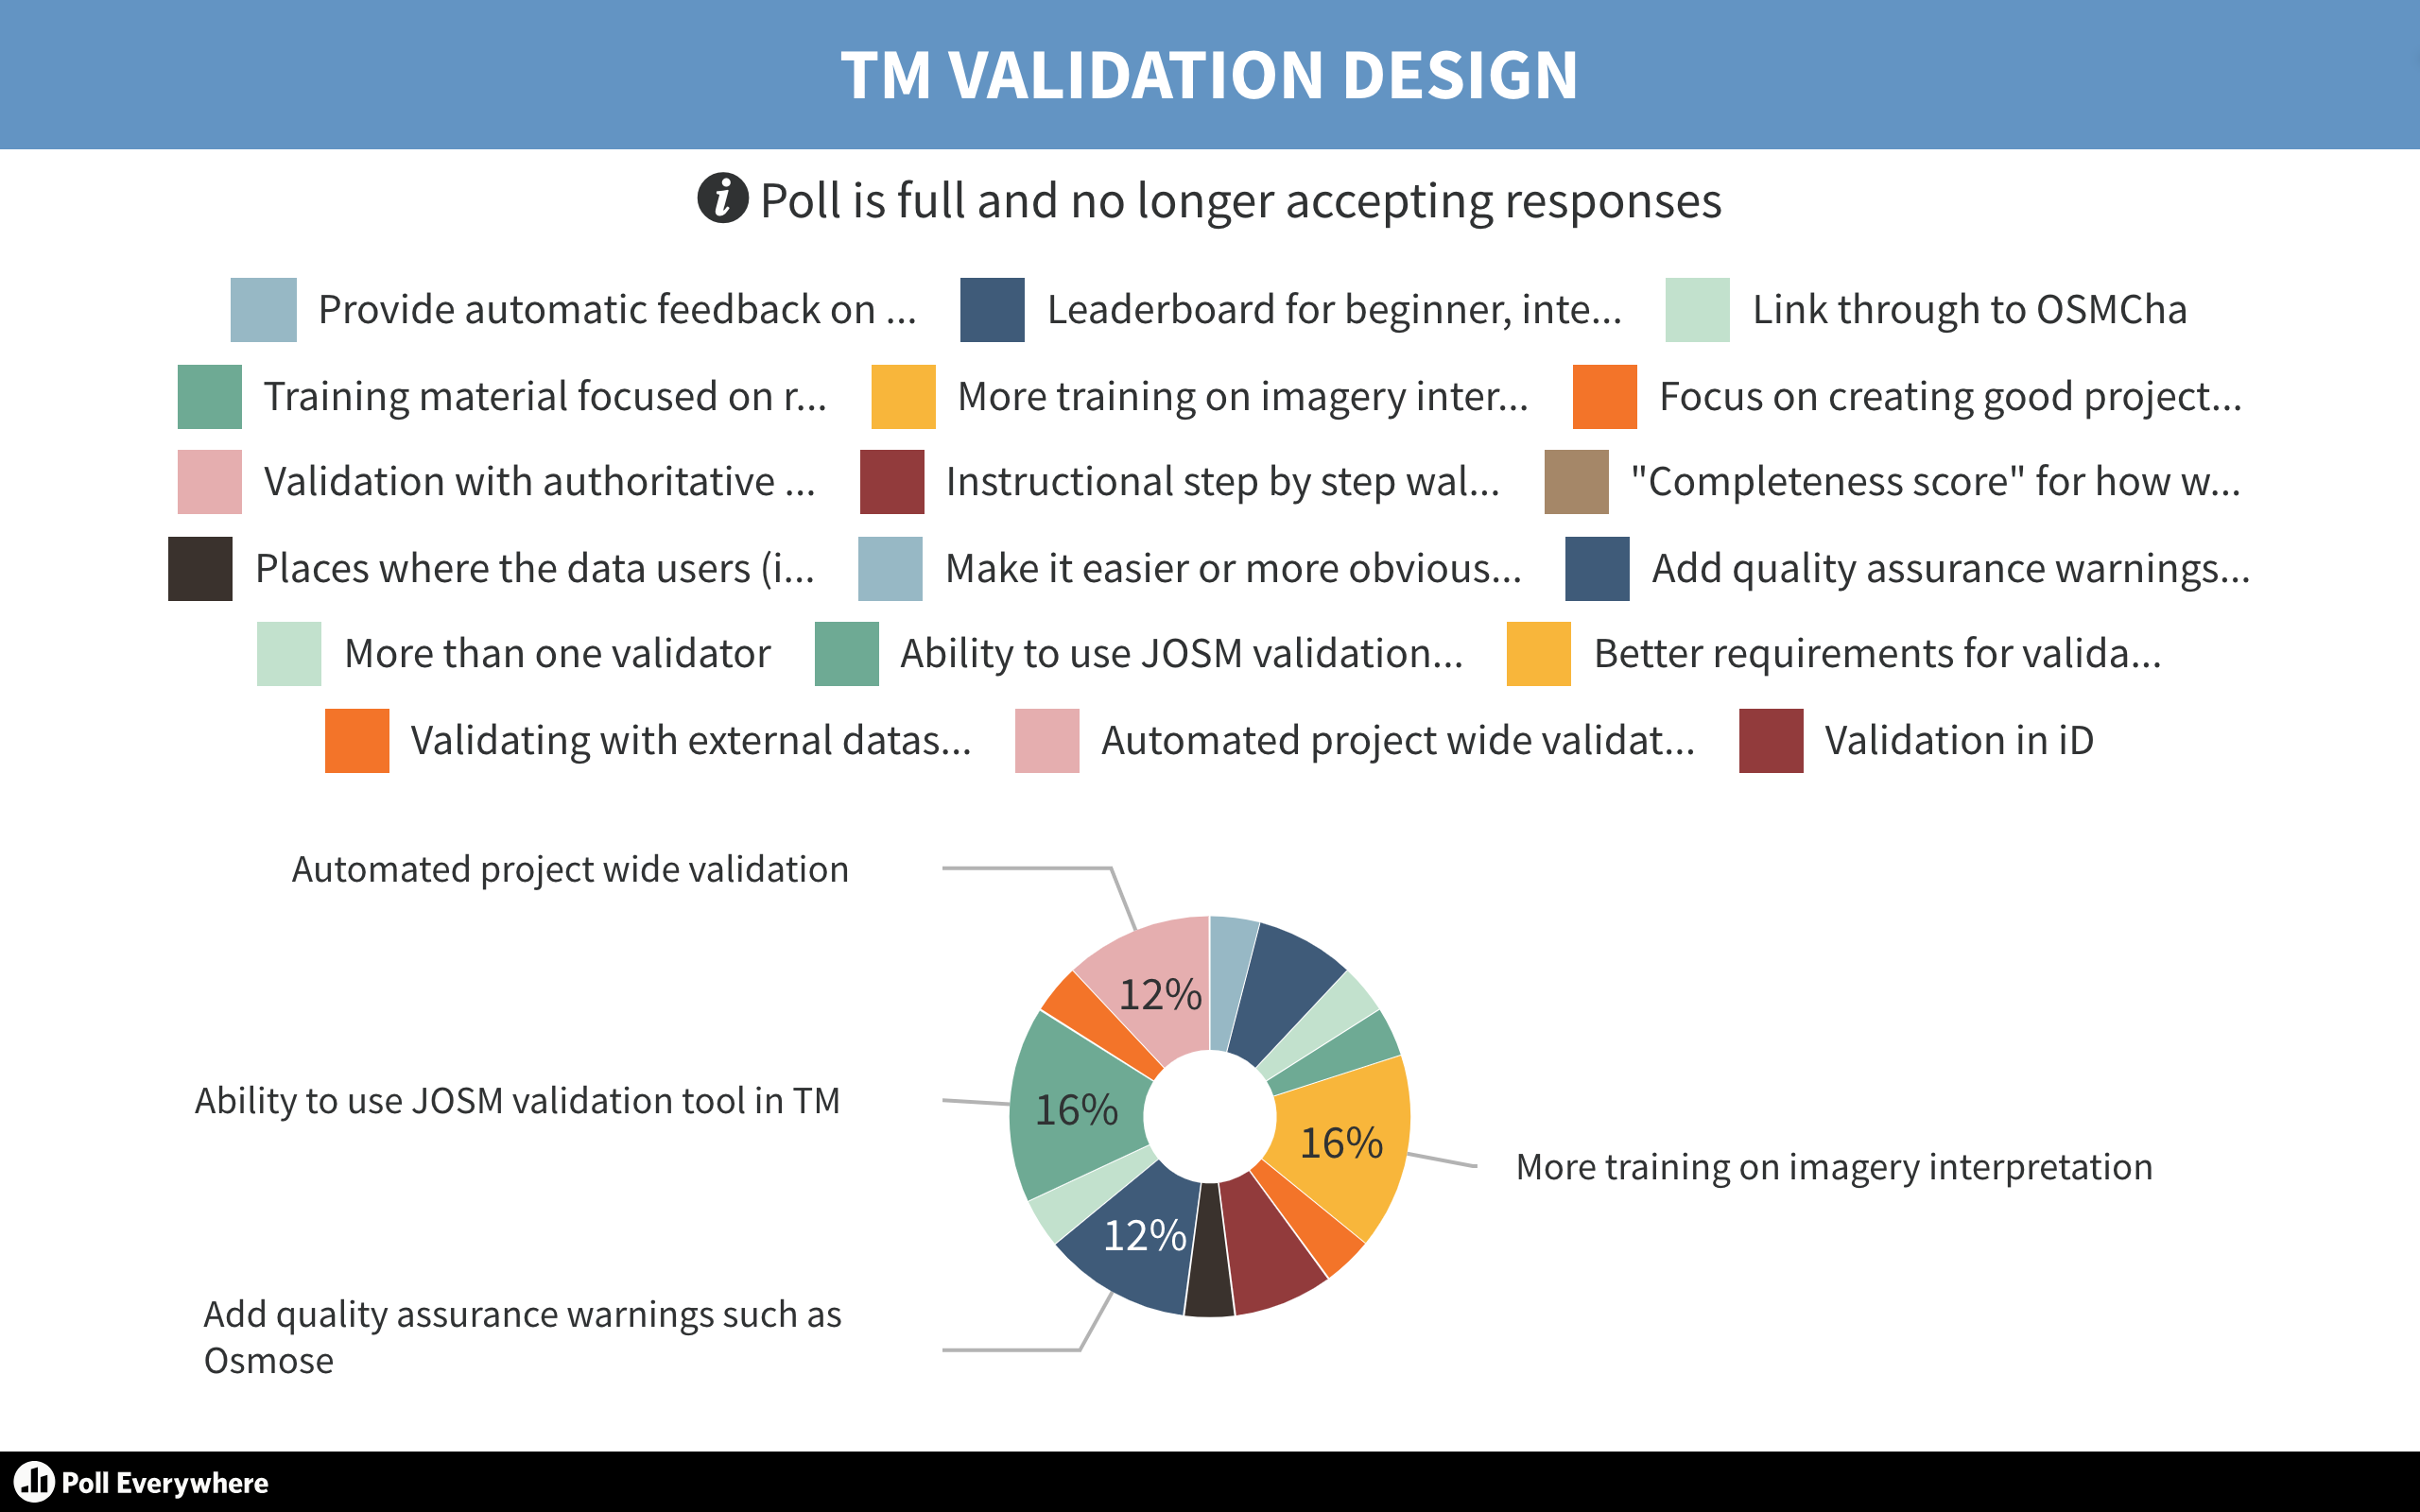 TM VALIDATION DESIGN
i Poll is full and no longer accepting responses
Provide automatic feedback on ... Leaderboard for beginner, inte... Link through to OSMCha
Training material focused on r... More training on imagery inter... Focus on creating good project...
Validation with authoritative ... Instructional step by step wal... "Completeness score" for how w...
Places where the data users (i... Make it easier or more obvious... Add quality assurance warnings...
More than one validator Ability to use JOSM validation... Better requirements for valida...
Validating with external datas... Automated project wide validat... Validation in iD
Automated project wide validation
12%
Ability to use JOSM validation tool in TM
16%
16%
More training on imagery interpretation
12%
Add quality assurance warnings such as
Osmose
Poll Everywhere